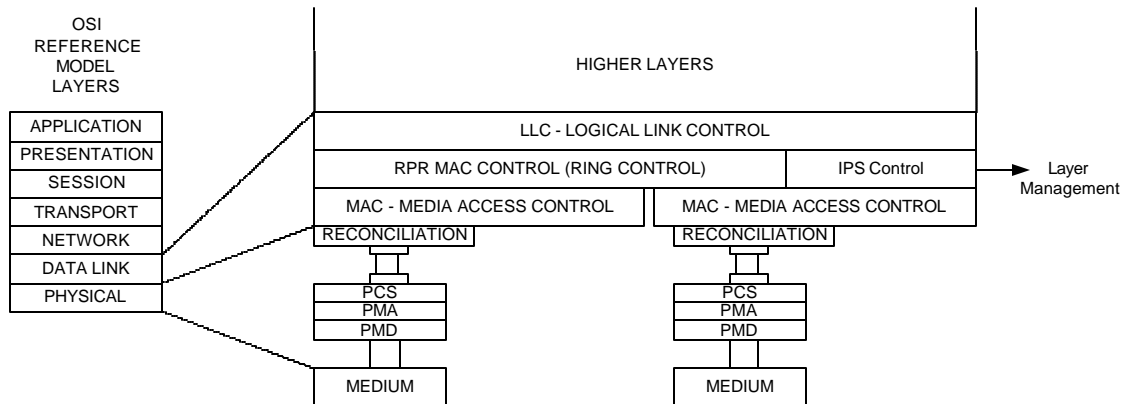 OSI
REFERENCE
MODEL
LAYERS
APPLICATION
PRESENTATION
SESSION
TRANSPORT
NETWORK
DATA LINK
PHYSICAL
HIGHER LAYERS
LLC - LOGICAL LINK CONTROL
RPR MAC CONTROL (RING CONTROL)
IPS Control
Layer
Management
MAC - MEDIA ACCESS CONTROL
MAC - MEDIA ACCESS CONTROL
RECONCILIATION
RECONCILIATION
PCS
PMA
PMD
MEDIUM
PCS
PMA
PMD
MEDIUM